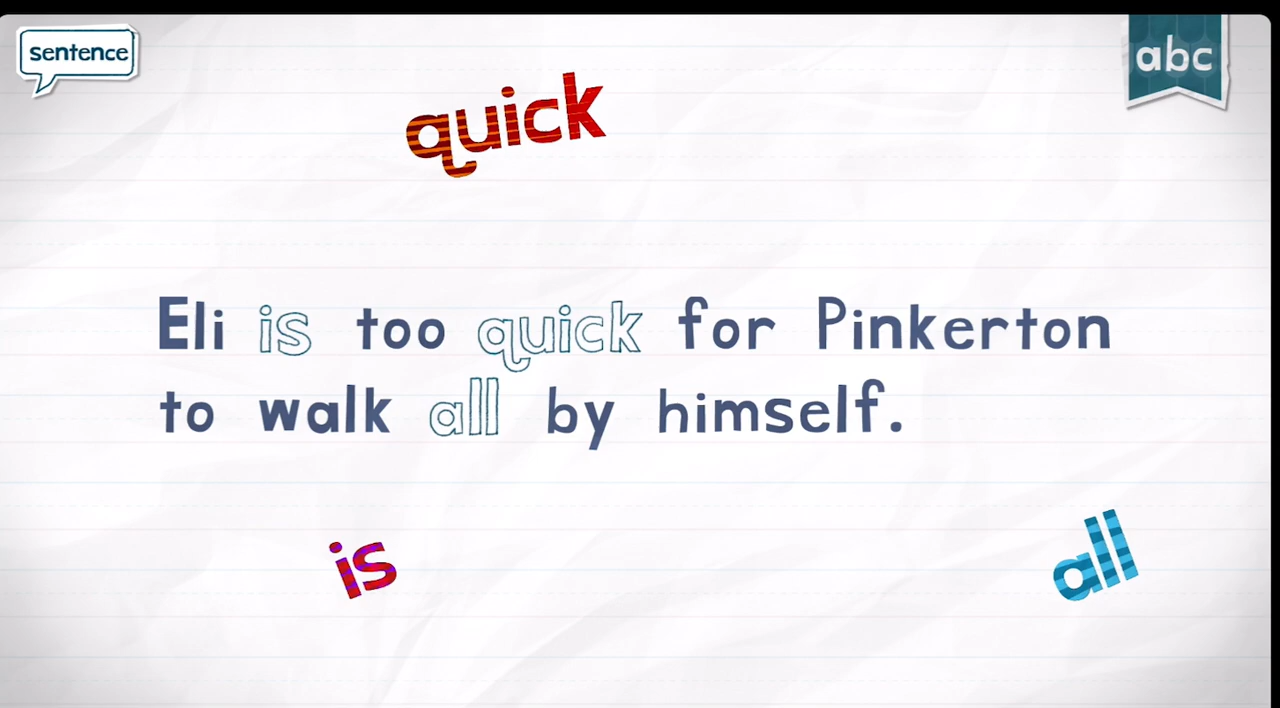 sentence
abc
quick
Eli is too quick for Pinkerton
to walk all by himself.
is
all